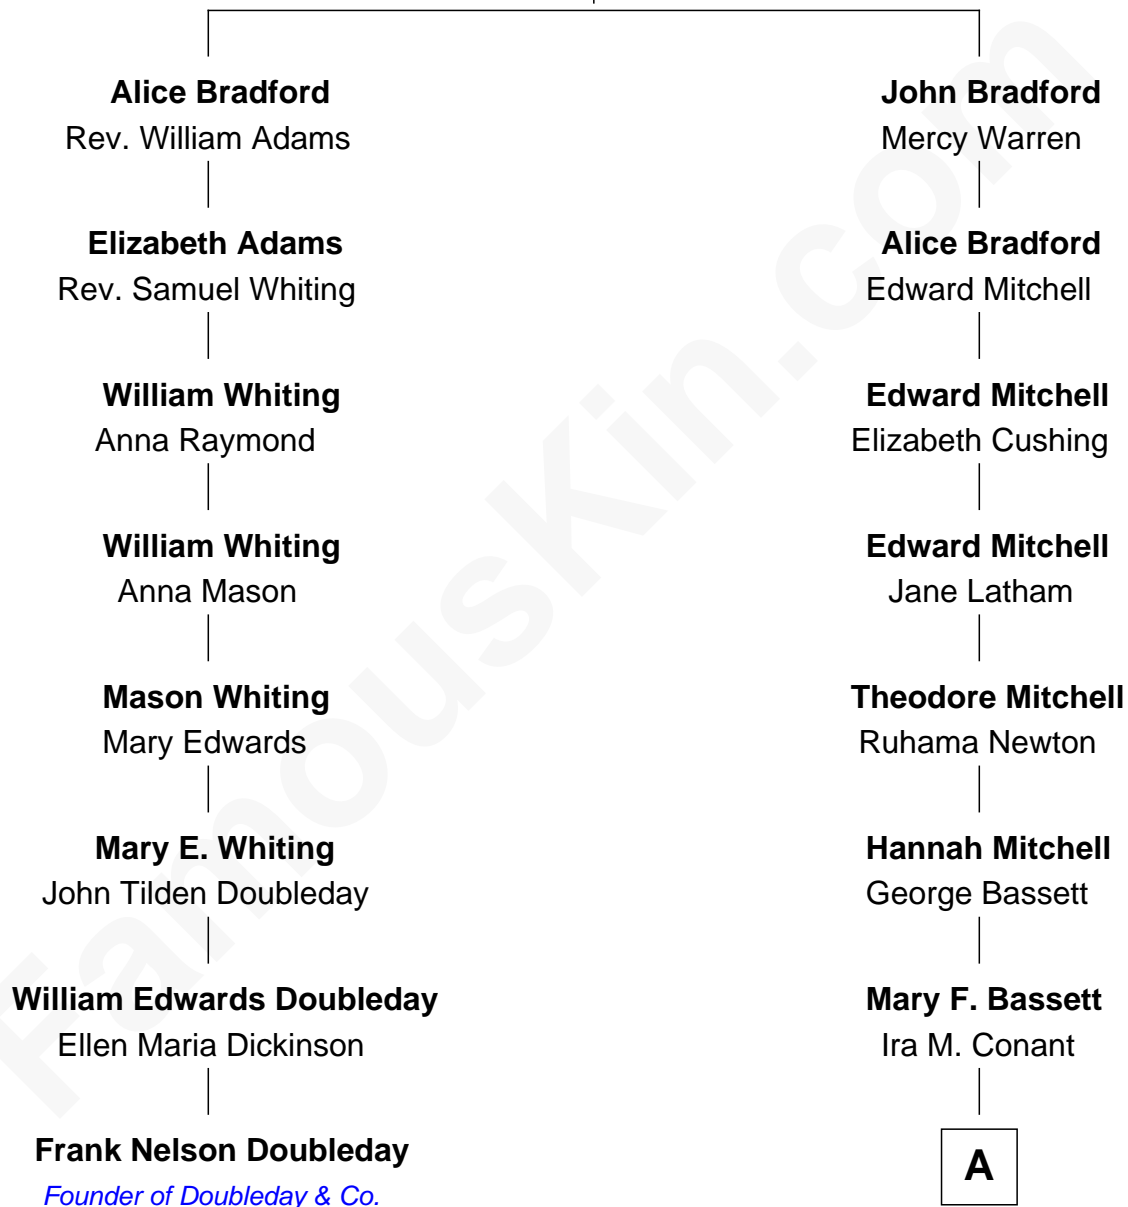 Alice Bradford
Rev. William Adams
Elizabeth Adams
Rev. Samuel Whiting
William Whiting
Anna Raymond
William Whiting
Anna Mason
Mason Whiting
Mary Edwards
Mary E. Whiting
John Tilden Doubleday
William Edwards Doubleday
Ellen Maria Dickinson
Frank Nelson Doubleday
Founder of Doubleday & Co.
John Bradford
Mercy Warren
Alice Bradford
Edward Mitchell
Edward Mitchell
Elizabeth Cushing
Edward Mitchell
Jane Latham
Theodore Mitchell
Ruhama Newton
Hannah Mitchell
George Bassett
Mary F. Bassett
Ira M. Conant
A
FamousKin.com